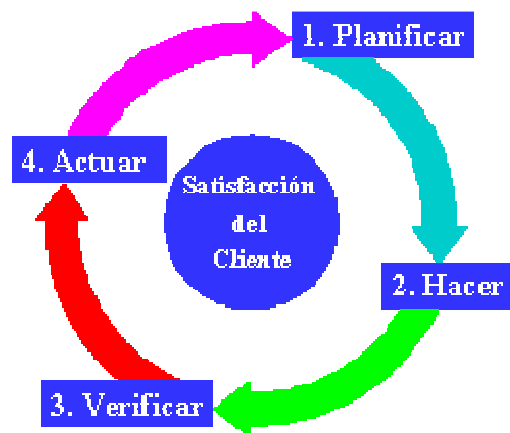 1. Planificar
2. Hacer
3. Verificar
4. Actuar
Satisfacción
del
Cliente